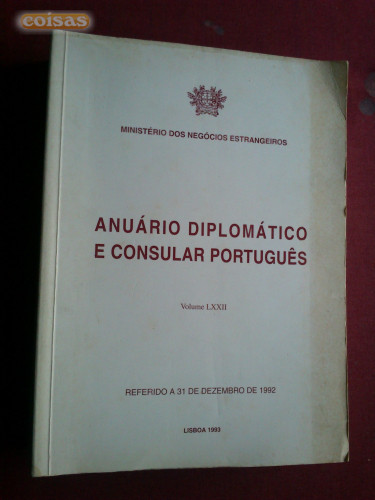 coisas
MINISTÉRIO DOS NEGÓCIOS ESTRANGEIROS
ANUÁRIO DIPLOMÁTICO
E CONSULAR PORTUGUÊS
Volume LXXII
REFERIDO A 31 DE DEZEMBRO DE 1992
LISBOA 1993